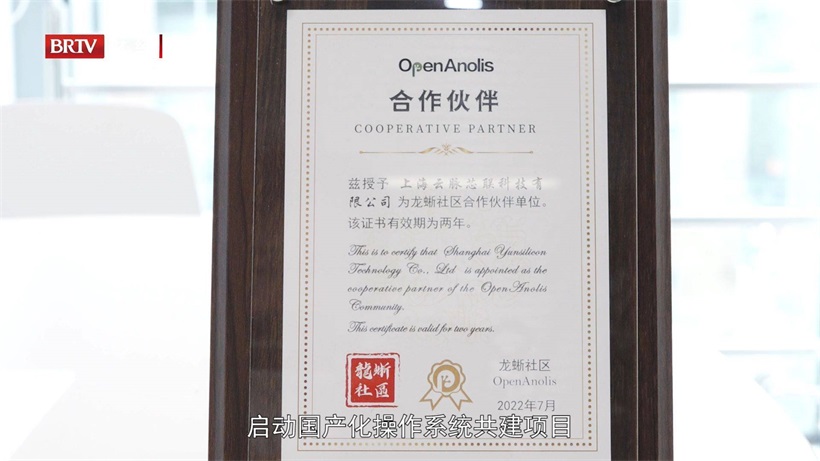 BRTV
OpenAnolis
合作伙伴
COOPERATIVE PARTNER
兹授予 上海云脉芯联科技有
限公司 为龙蜥社区合作伙伴单位。
该证书有效期为两年。
This is to certify that Shanghai Yunsilicon
Technology Co., Ltd is appointed as the
cooperative partner of the OpenAnolis
Community.
This certificate is valid for two years.
龍蜥
社區
龙蜥社区
OpenAnolis
2022年7月
启动国产化操作系统共建项目